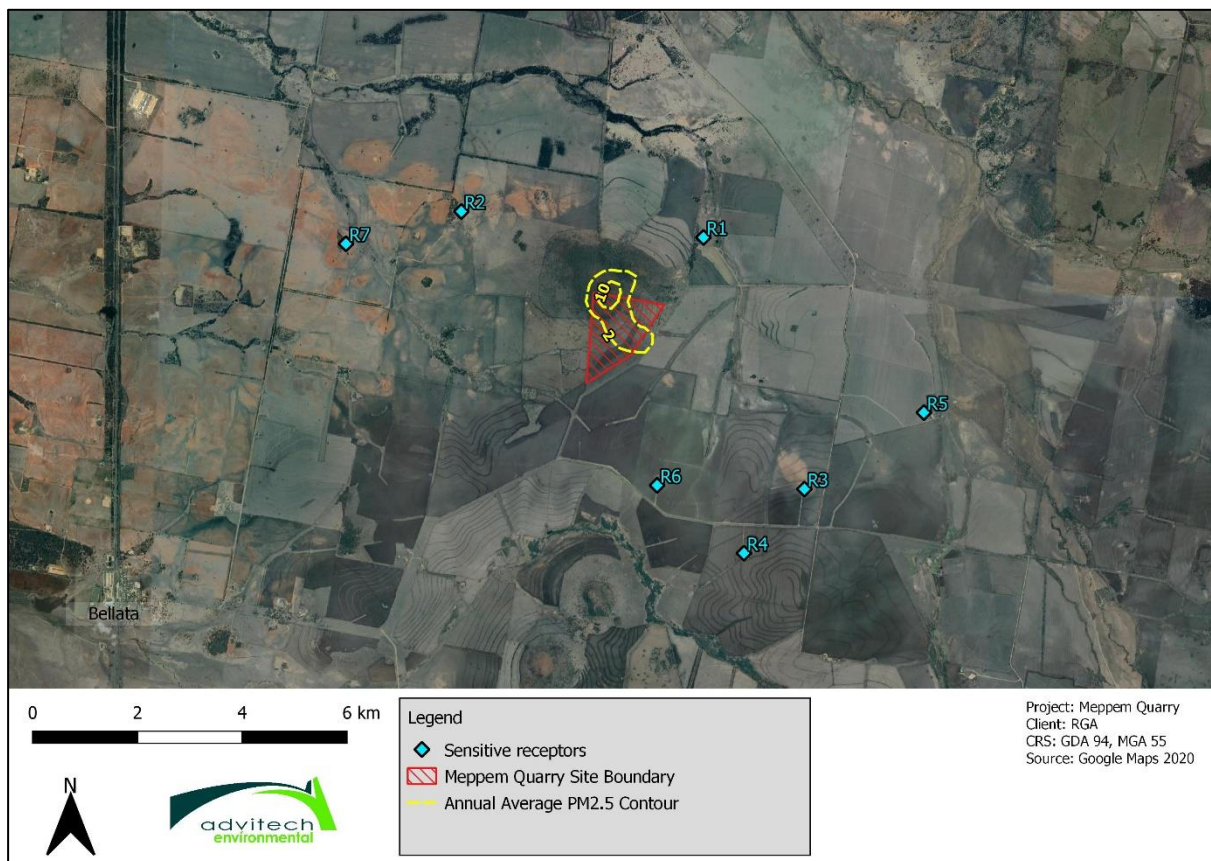 R2
R7
R1
10
2
R5
R6
R3
R4
Bellata
0 2 4 6 km
N
advitech
environmental
Legend
Sensitive receptors
Meppem Quarry Site Boundary
Annual Average PM2.5 Contour
Project: Meppem Quarry
Client: RGA
CRS: GDA 94, MGA 55
Source: Google Maps 2020